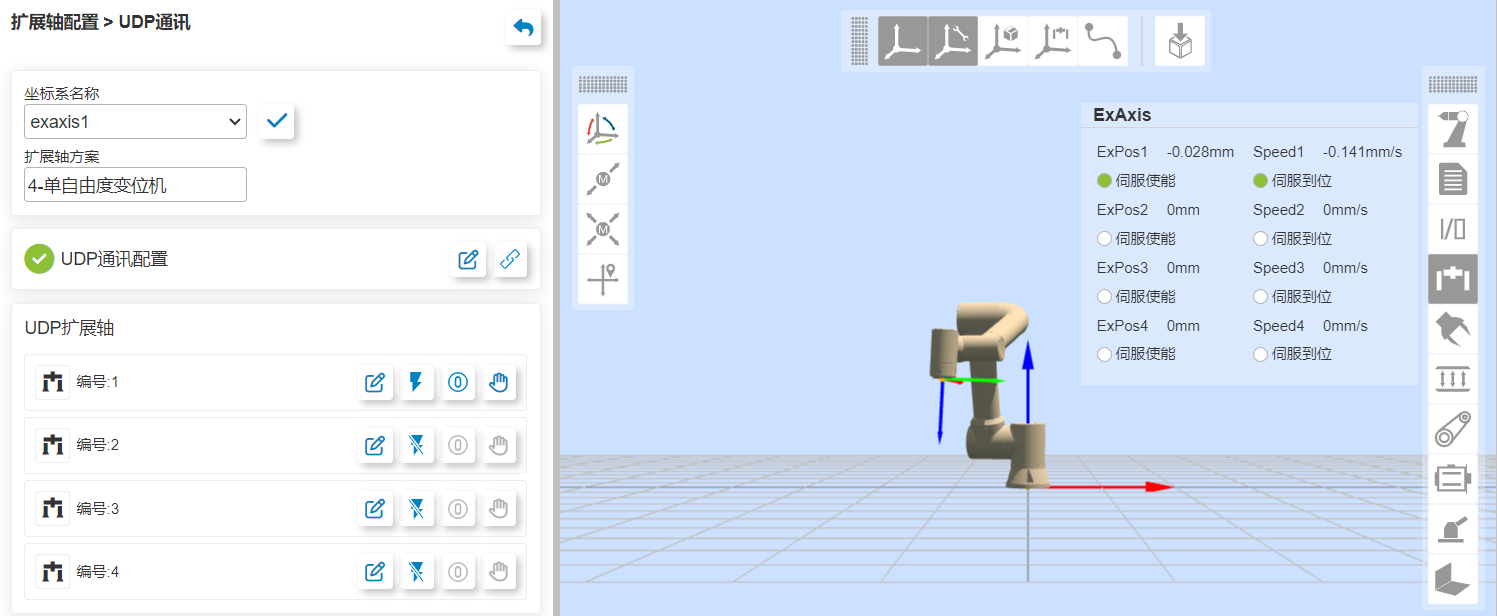 扩展轴配置 > UDP通讯
坐标系名称
exaxis1
扩展轴方案
4-单自由度变位机
UDP通讯配置
UDP扩展轴
编号:1
编号:2
编号:3
编号:4
ExAxis
ExPos1 -0.028mm Speed1 -0.141mm/s
伺服使能 伺服到位
ExPos2 0mm Speed2 0mm/s
伺服使能 伺服到位
ExPos3 0mm Speed3 0mm/s
伺服使能 伺服到位
ExPos4 0mm Speed4 0mm/s
伺服使能 伺服到位
M
M
I/O